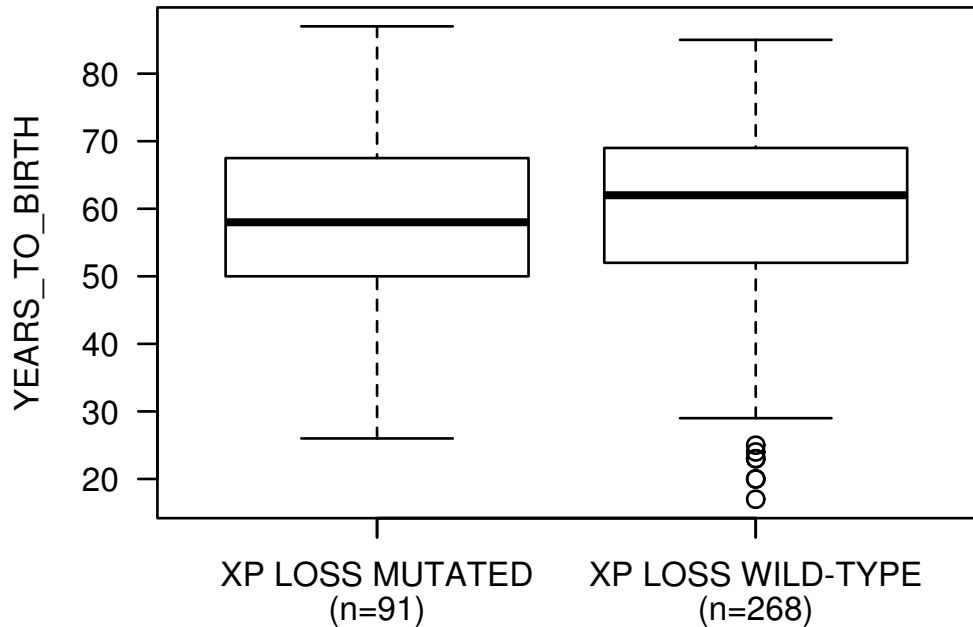 YEARS_TO_BIRTH
80
70
60
50
40
30
20
XP LOSS MUTATED
(n=91)
XP LOSS WILD-TYPE
(n=268)